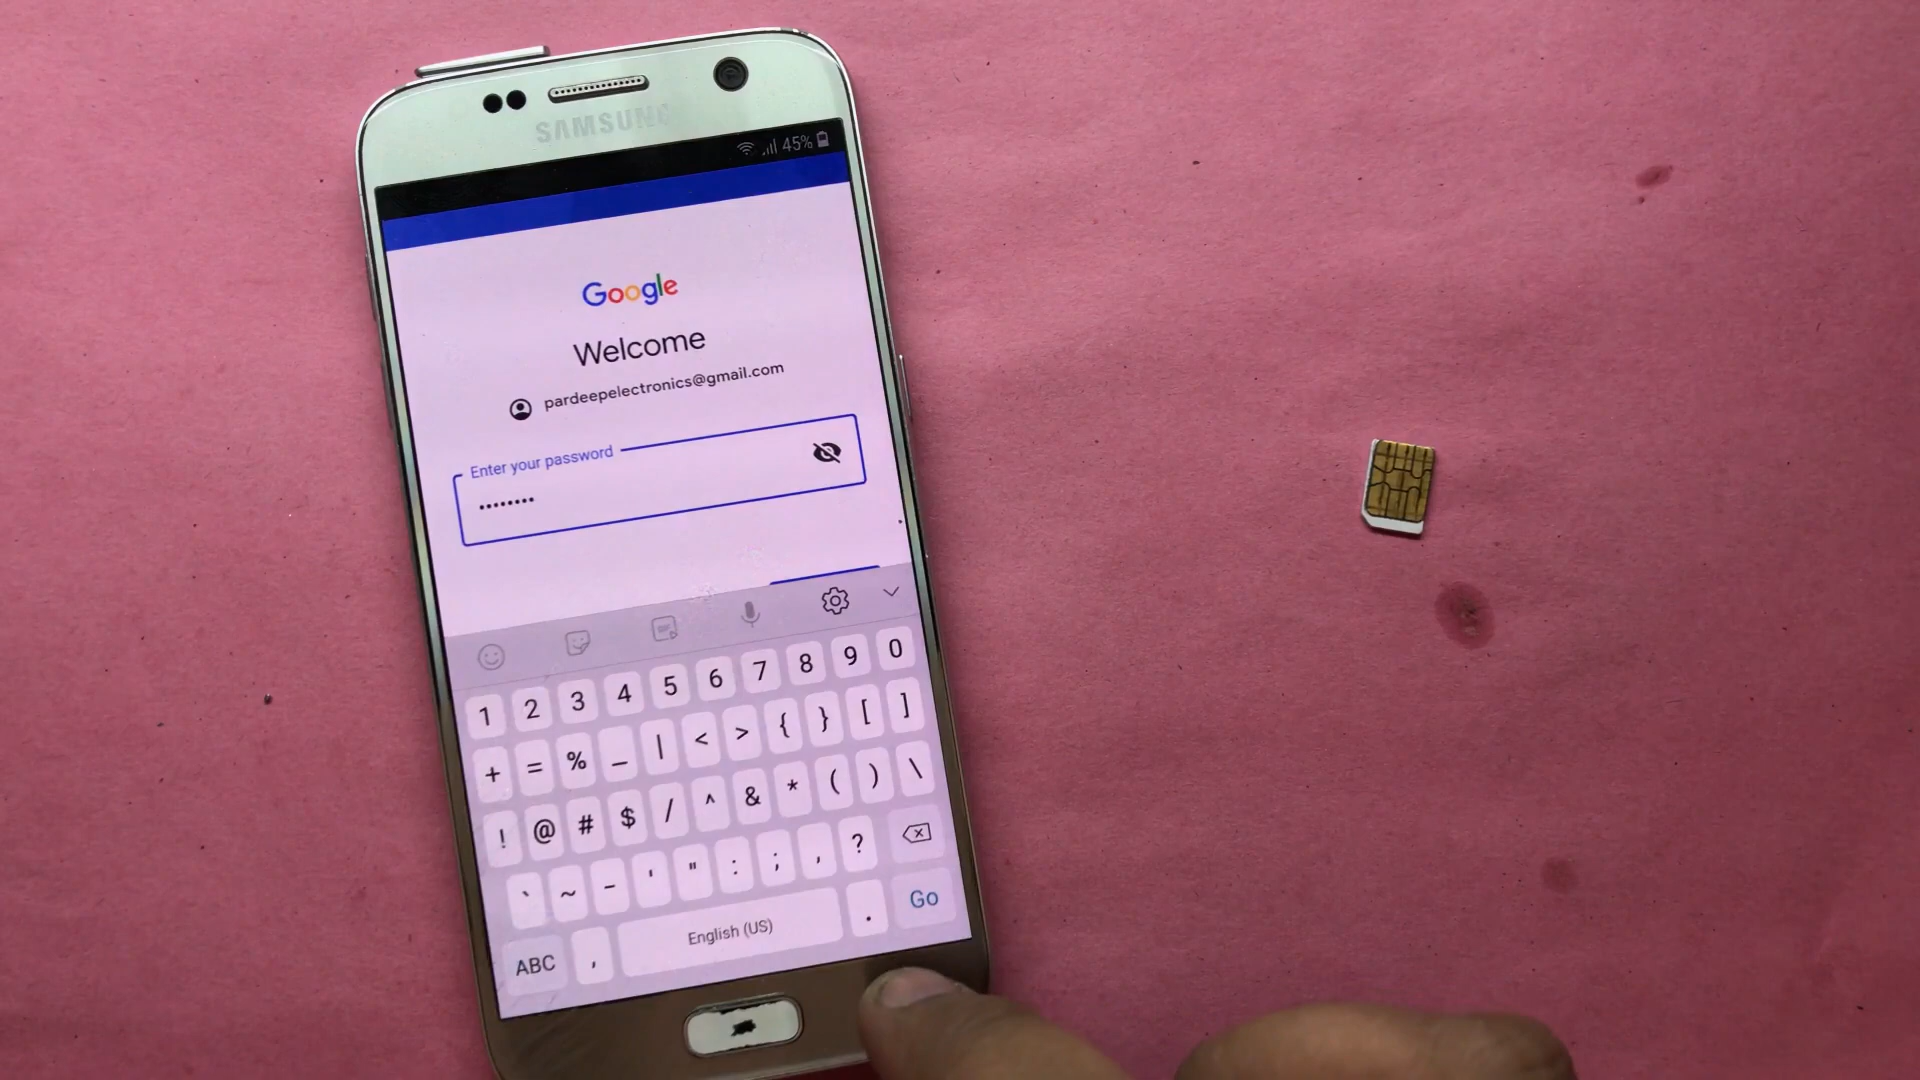 SAMSUNG
45%
Google
Welcome
pardeepelectronics@gmail.com
Enter your password
••••••••
1 2 3 4 5 6 7 8 9 0
+ = % _ | < > { } [ ]
! @ # $ / ^ & * ( ) \
` ~ - ' " : ; , ?
ABC , English (US) . Go